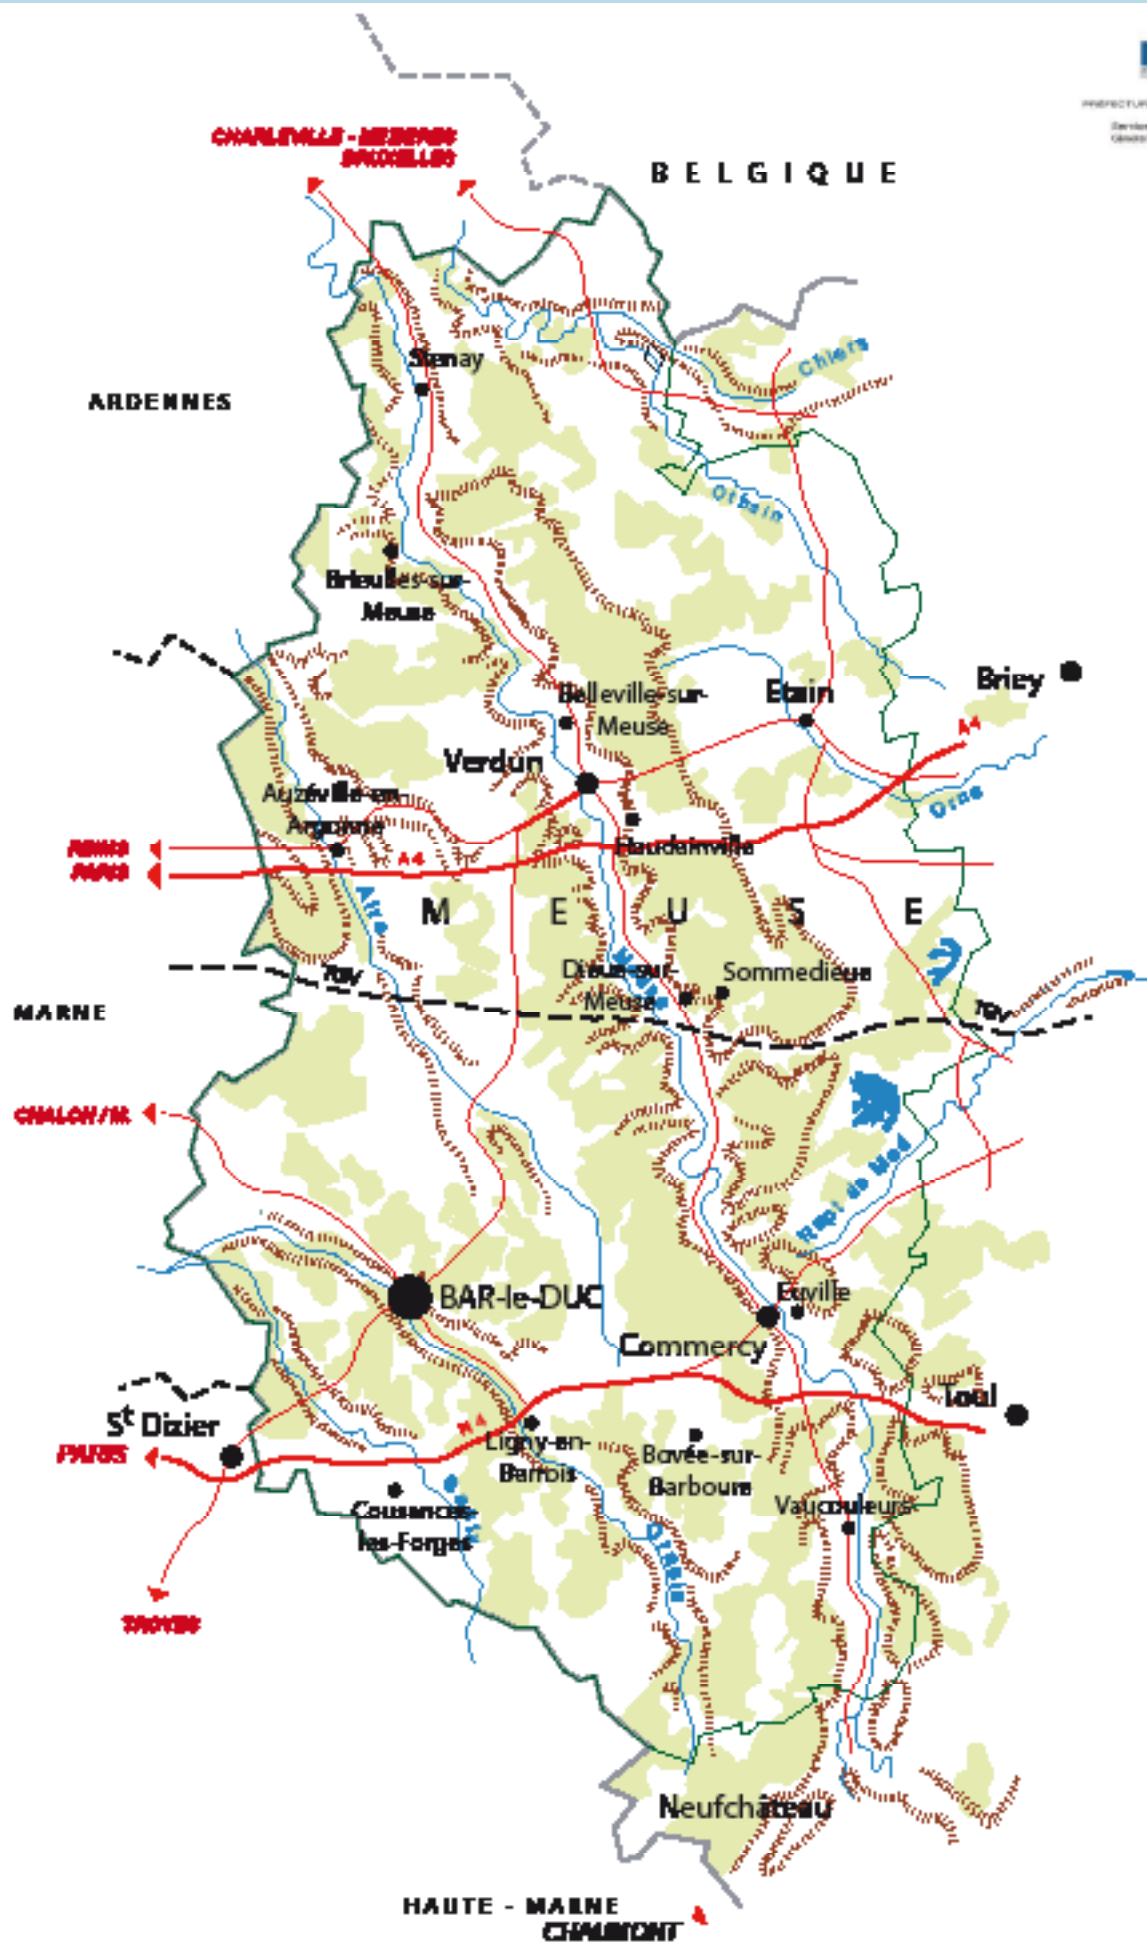 CHARLEVILLE - MEZIERES
BRUXELLES
BELGIQUE
Stenay
Chiers
ARDENNES
Othain
Brieulles-sur-
Meuse
Briey
Belleville-sur-
Meuse
Etain
A4
Verdun
Orne
Auzéville-en-
Argonne
Haudainville
REIMS
PARIS
A4
Aire
M E U S E
Dieue-sur-
Meuse
Sommedieue
TGV
TGV
MARNE
CHALON / M.
Rupt de Mad
BAR-le-DUC
Euville
Commercy
Toul
St Dizier
N4
PARIS
Ligny-en-
Barrois
Bovée-sur-
Barboure
Vaucouleurs
Cousances-
les-Forges
TROYES
Neufchâteau
HAUTE - MARNE
CHAUMONT